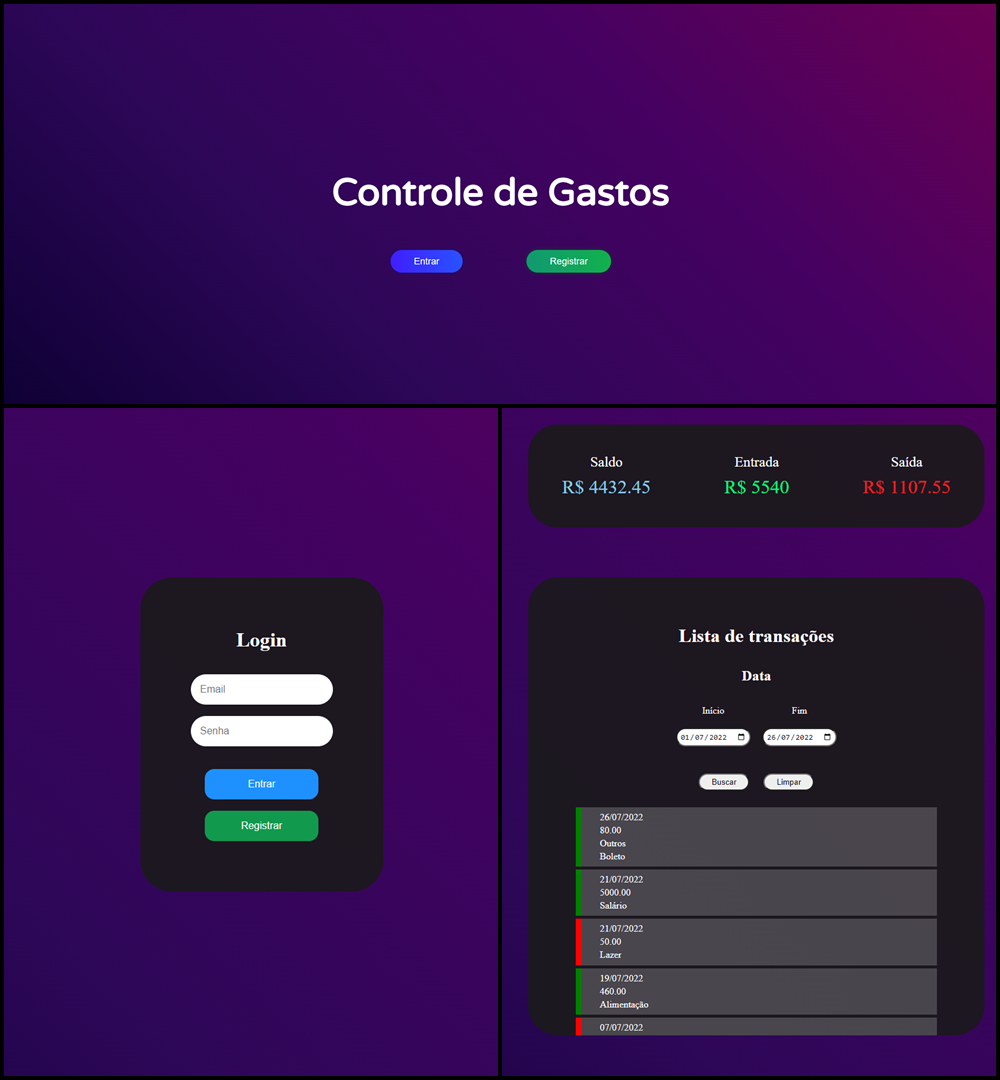 Controle de Gastos
Entrar
Registrar
Login
Email
Senha
Entrar
Registrar
Saldo
R$ 4432.45
Entrada
R$ 5540
Saída
R$ 1107.55
Lista de transações
Data
Início
Fim
01/07/2022
26/07/2022
Buscar
Limpar
26/07/2022
80.00
Outros
Boleto
21/07/2022
5000.00
Salário
21/07/2022
50.00
Lazer
19/07/2022
460.00
Alimentação
07/07/2022